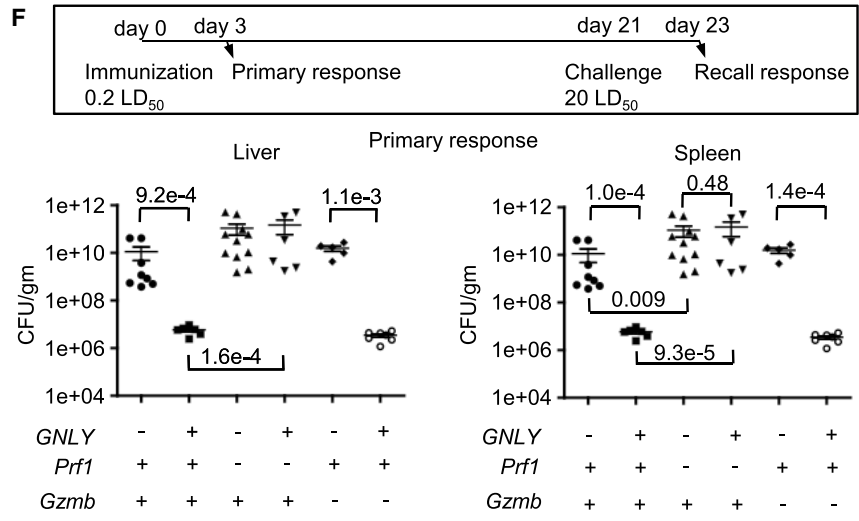 F
day 0 day 3 day 21 day 23
Immunization Primary response Challenge Recall response
0.2 LD50 20 LD50
Primary response
Liver Spleen
9.2e-4 1.1e-3 1.0e-4 0.48 1.4e-4
1e+12 1e+12
1e+10 1e+10
1e+08 1e+08
1e+06 1e+06
1e+04 1e+04
CFU/gm CFU/gm
0.009
1.6e-4 9.3e-5
GNLY - + - + - + GNLY - + - + - +
Prf1 + + - - + + Prf1 + + - - + +
Gzmb + + + + - - Gzmb + + + + - -